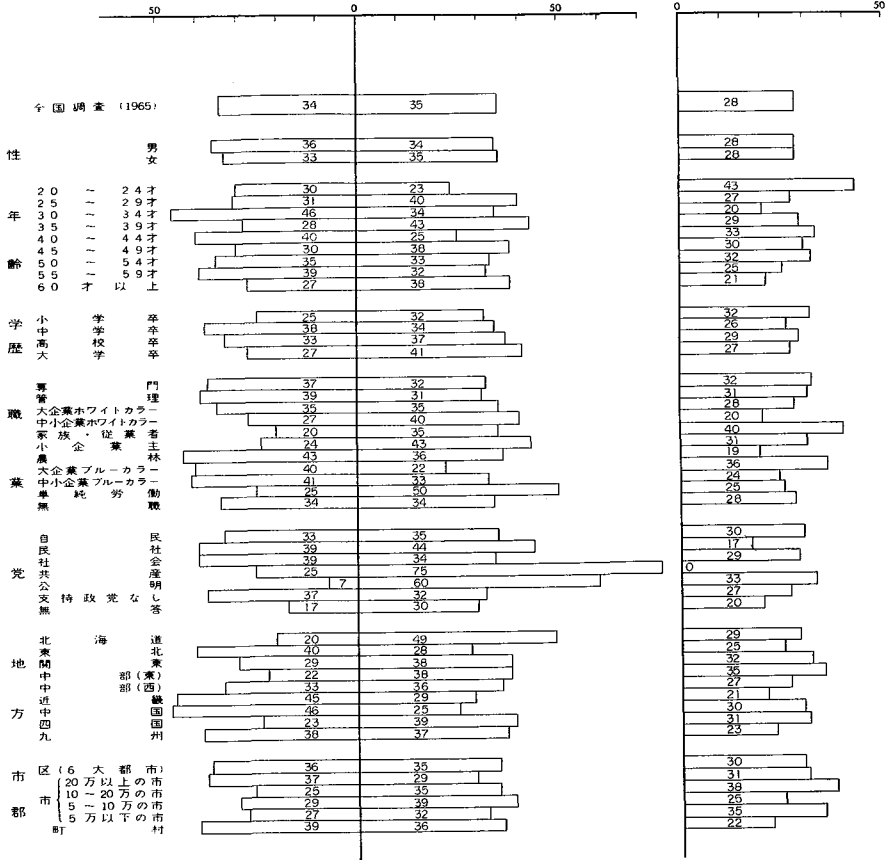 50 0 50 0 50
全国調査 (1965) 34 35 28
性
男 36 34 28
女 33 35 28
年齢
20 ~ 24才 30 23 43
25 ~ 29才 31 40 27
30 ~ 34才 46 34 20
35 ~ 39才 28 43 29
40 ~ 44才 40 25 33
45 ~ 49才 30 38 30
50 ~ 54才 35 33 32
55 ~ 59才 39 32 25
60才以上 27 38 21
学歴
小学卒 25 32 32
中学卒 38 34 26
高校卒 33 37 29
大学卒 27 41 27
職業
専門 37 32 32
管理 39 31 31
大企業ホワイトカラー 35 35 28
中小企業ホワイトカラー 27 40 20
家族・従業者 20 35 40
小企業主 24 43 31
農林 43 36 19
大企業ブルーカラー 40 22 36
中小企業ブルーカラー 41 33 24
単純労働 25 50 25
無職 34 34 28
党
自民 33 35 30
民社 39 44 17
社会 39 34 29
共産 25 75 0
公明 7 60 33
支持政党なし 37 32 27
無答 17 30 20
地方
北海道 20 49 29
東北 40 28 25
関東 29 38 32
中部(東) 22 38 35
中部(西) 33 36 27
近畿 45 29 21
中国 46 25 30
四国 23 39 31
九州 38 37 23
市郡
区(6大都市) 36 35 30
市
20万以上の市 37 29 31
10~20万の市 25 35 38
5~10万の市 29 39 25
5万以下の市 27 32 35
町村 39 36 22